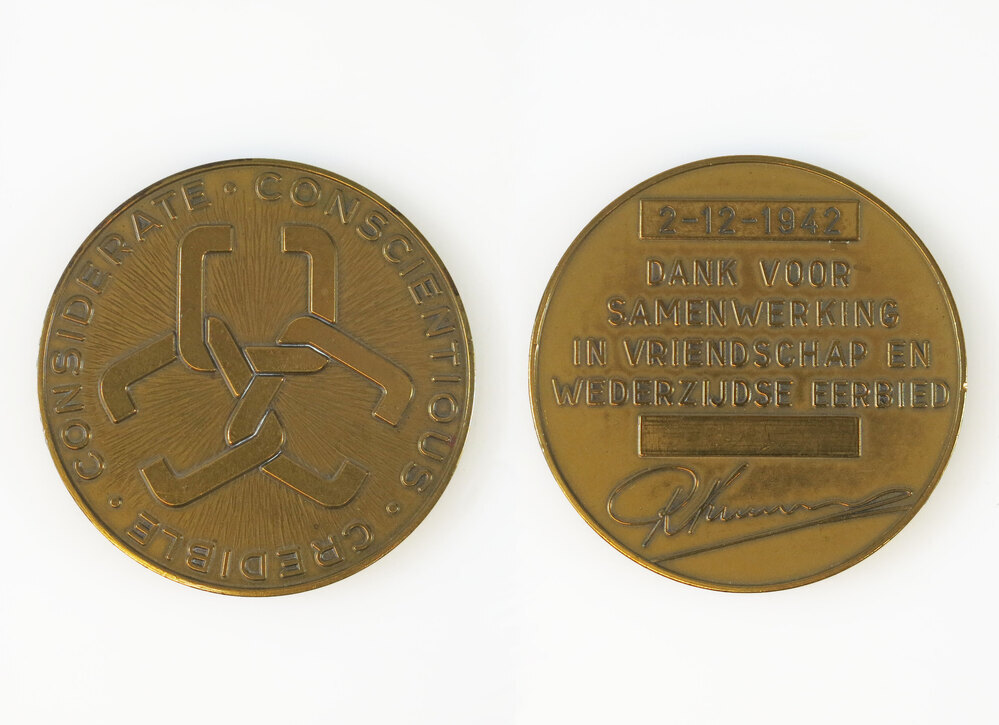 CONSIDERATE · CONSCIENTIOUS · CREDIBLE ·
2-12-1942
DANK VOOR
SAMENWERKING
IN VRIENDSCHAP EN
WEDERZIJDSE EERBIED